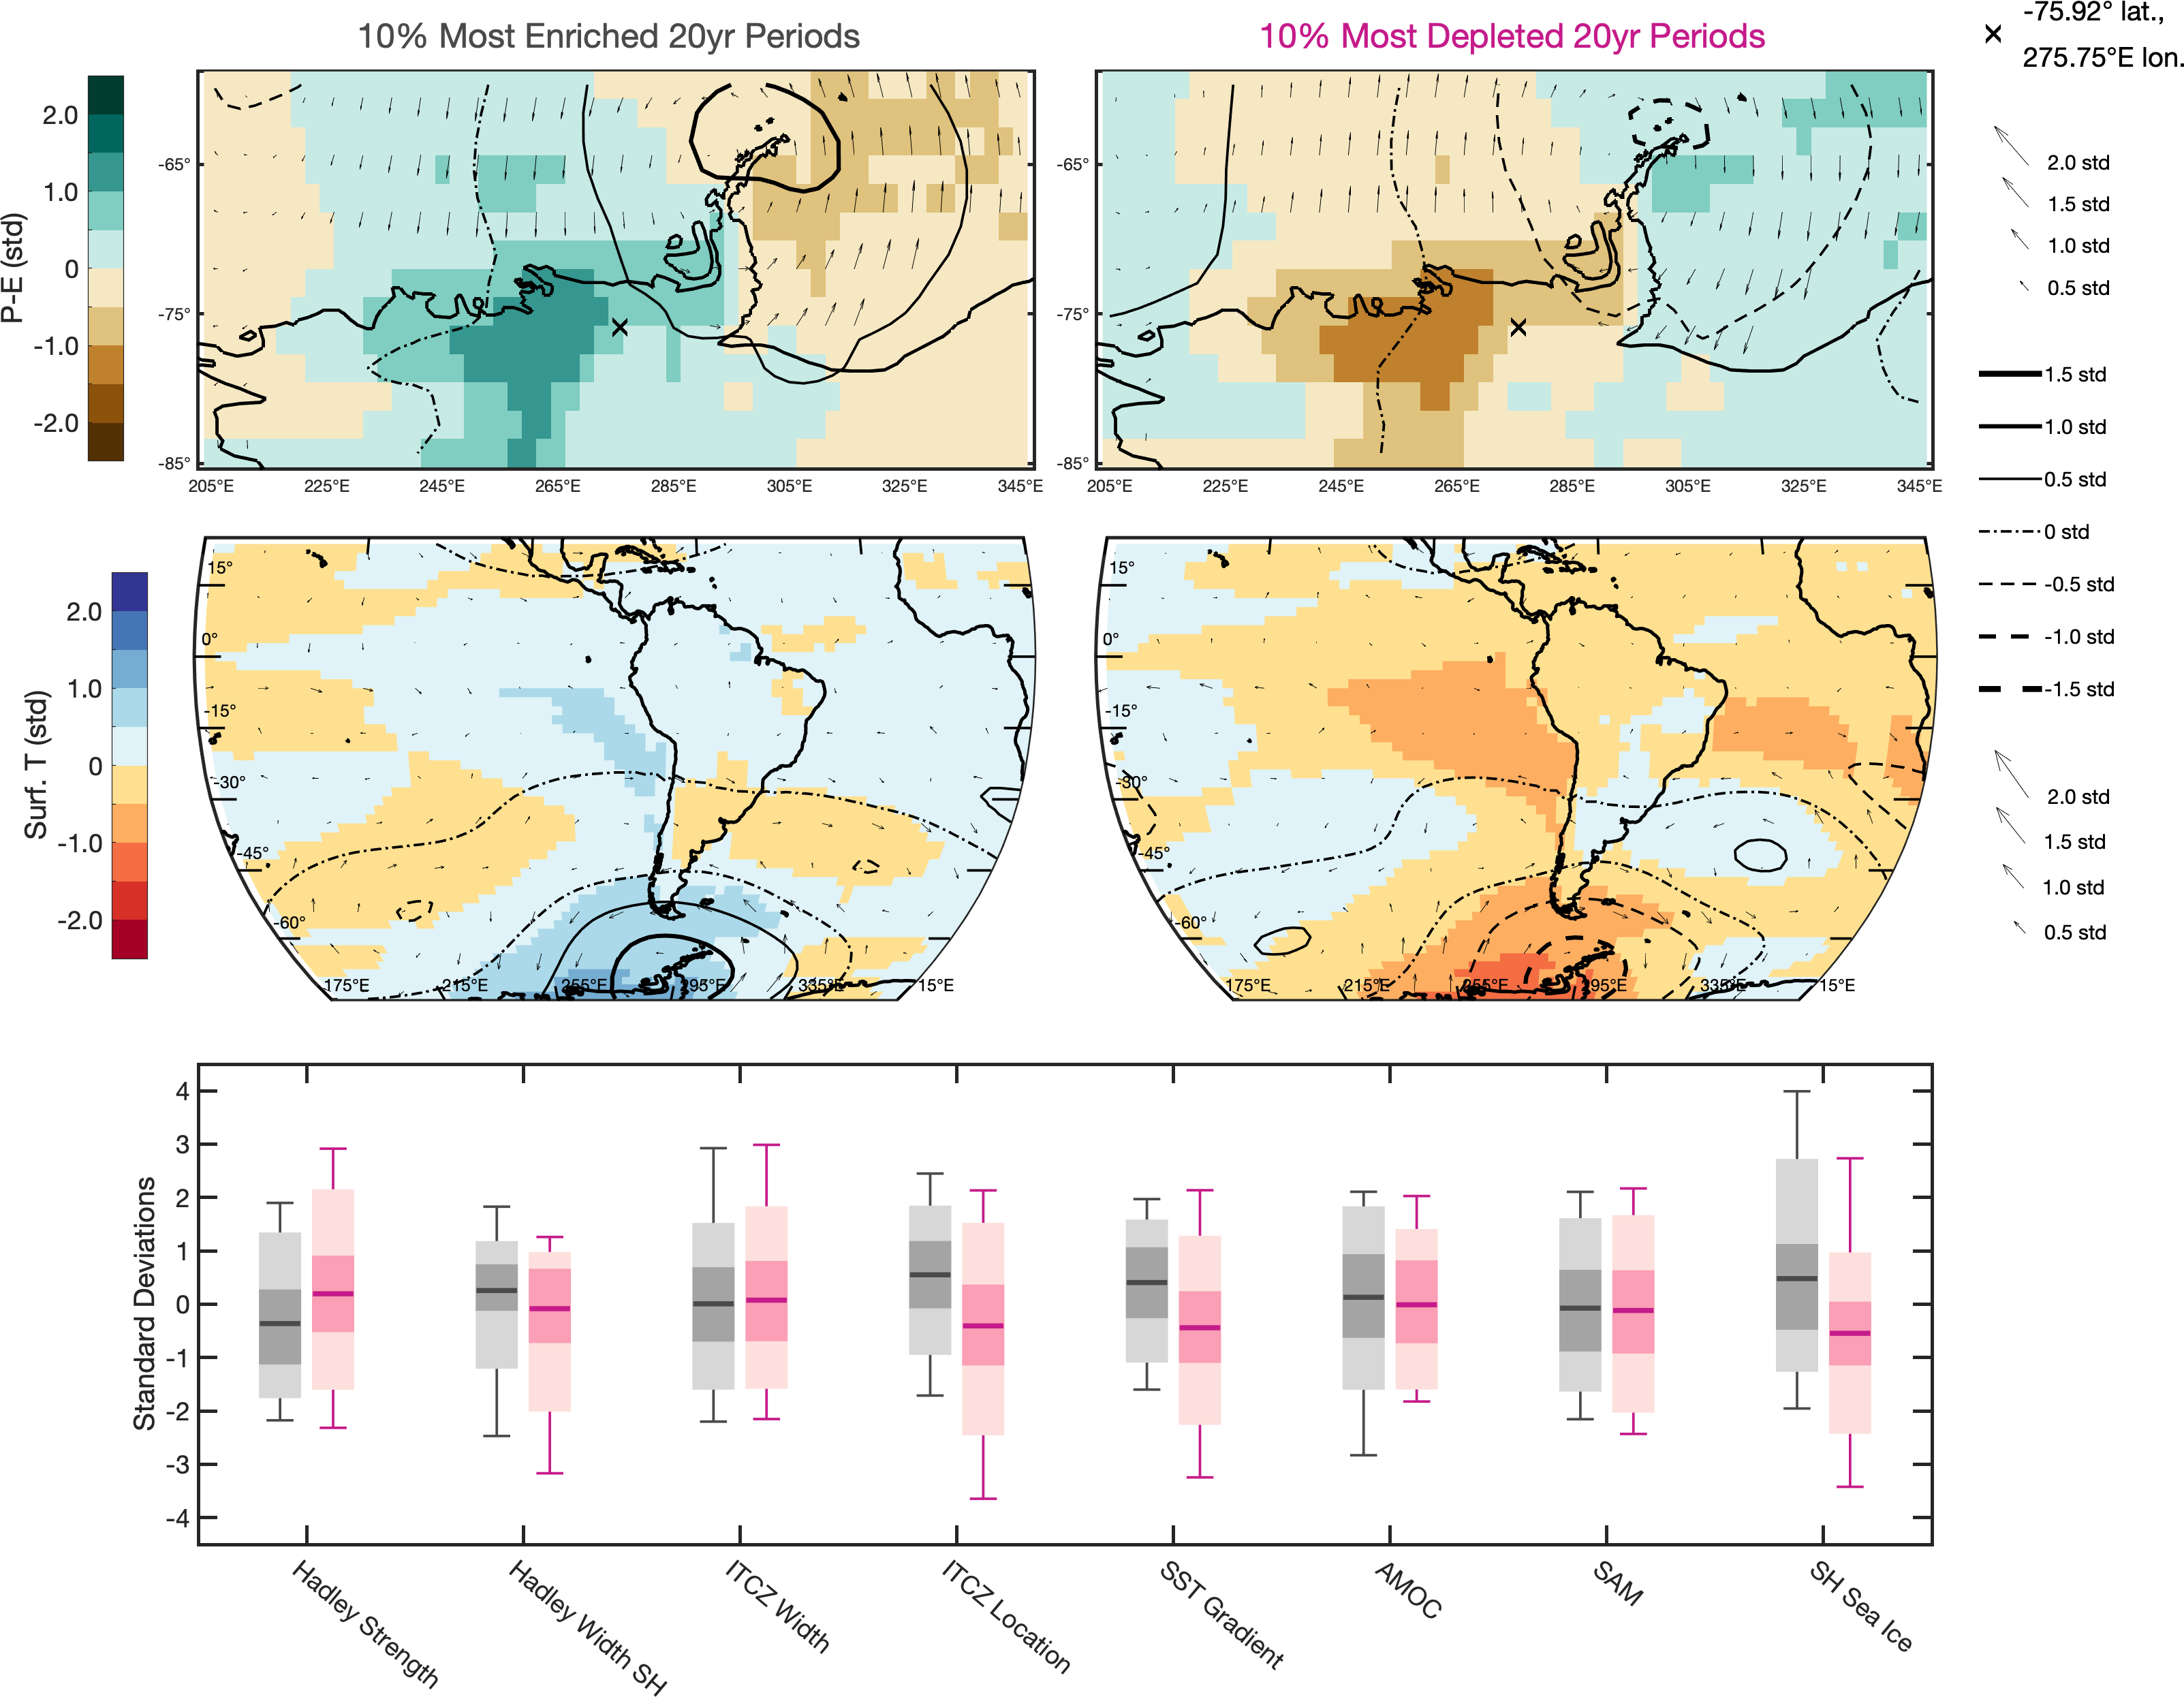 10% Most Enriched 20yr Periods
10% Most Depleted 20yr Periods
-75.92° lat.,
275.75°E lon.
P-E (std)
2.0
1.0
0
-1.0
-2.0
-65°
-75°
-85°
205°E 225°E 245°E 265°E 285°E 305°E 325°E 345°E
-65°
-75°
-85°
205°E 225°E 245°E 265°E 285°E 305°E 325°E 345°E
2.0 std
1.5 std
1.0 std
0.5 std
1.5 std
1.0 std
0.5 std
0 std
-0.5 std
-1.0 std
-1.5 std
Surf. T (std)
2.0
1.0
0
-1.0
-2.0
15°
0°
-15°
-30°
-45°
-60°
175°E 215°E 255°E 295°E 335°E 15°E
15°
0°
-15°
-30°
-45°
-60°
175°E 215°E 255°E 295°E 335°E 15°E
2.0 std
1.5 std
1.0 std
0.5 std
Standard Deviations
4
3
2
1
0
-1
-2
-3
-4
Hadley Strength
Hadley Width SH
ITCZ Width
ITCZ Location
SST Gradient
AMOC
SAM
SH Sea Ice